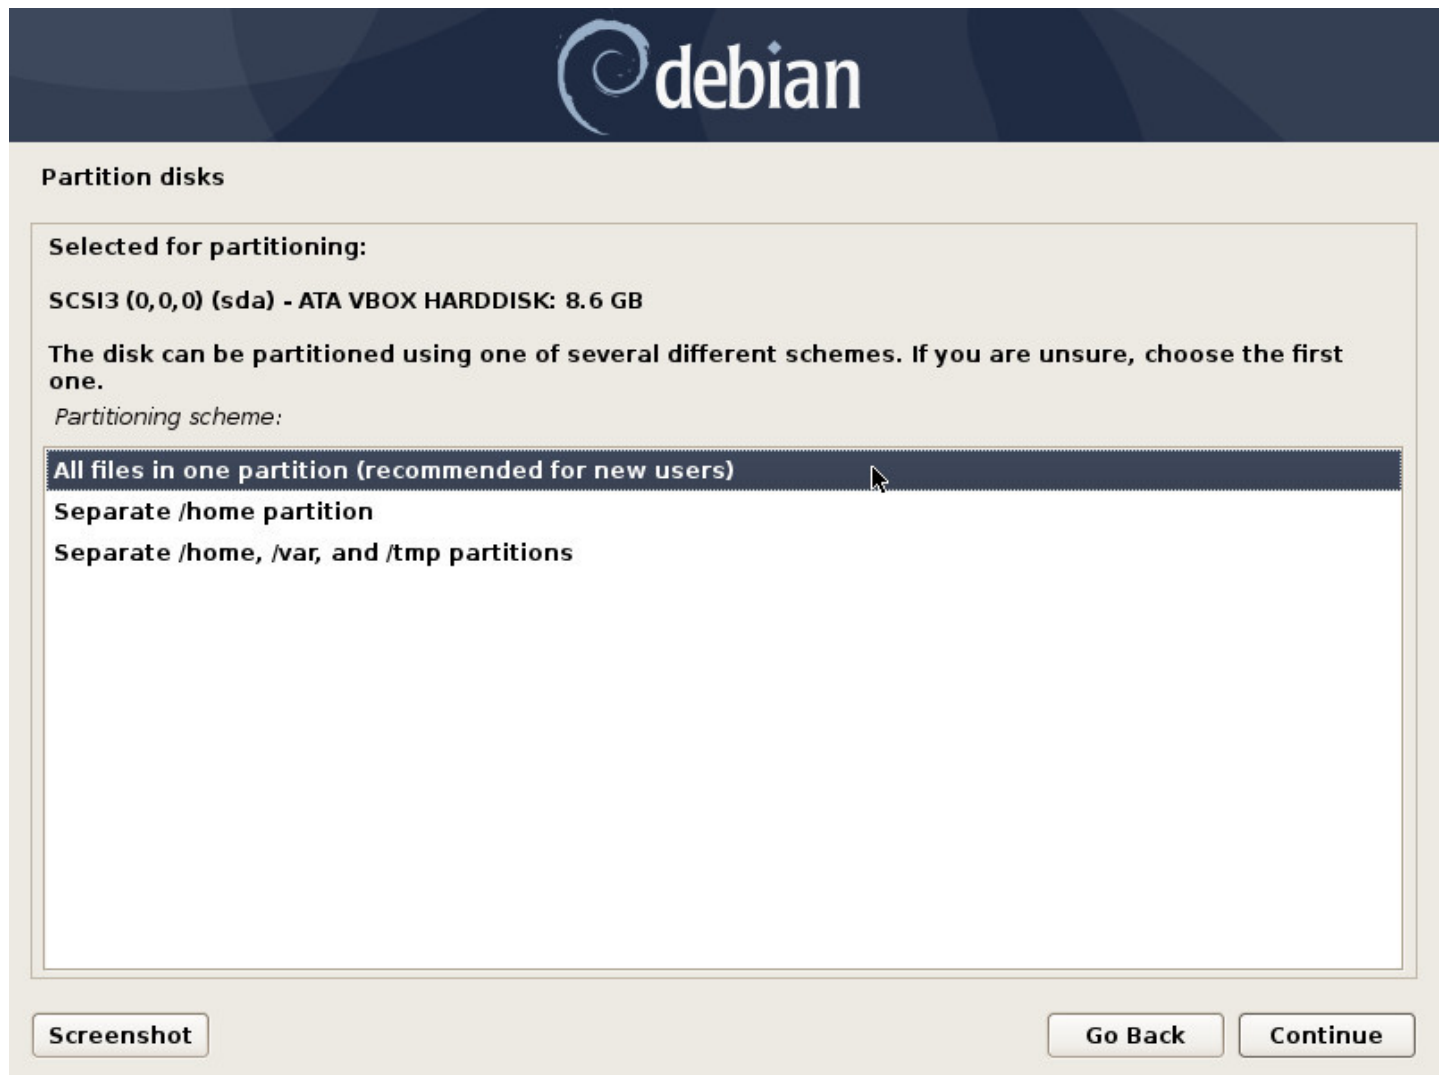 debian
Partition disks
Selected for partitioning:
SCSI3 (0,0,0) (sda) - ATA VBOX HARDDISK: 8.6 GB
The disk can be partitioned using one of several different schemes. If you are unsure, choose the first
one.
Partitioning scheme:
All files in one partition (recommended for new users)
Separate /home partition
Separate /home, /var, and /tmp partitions
Screenshot
Go Back
Continue